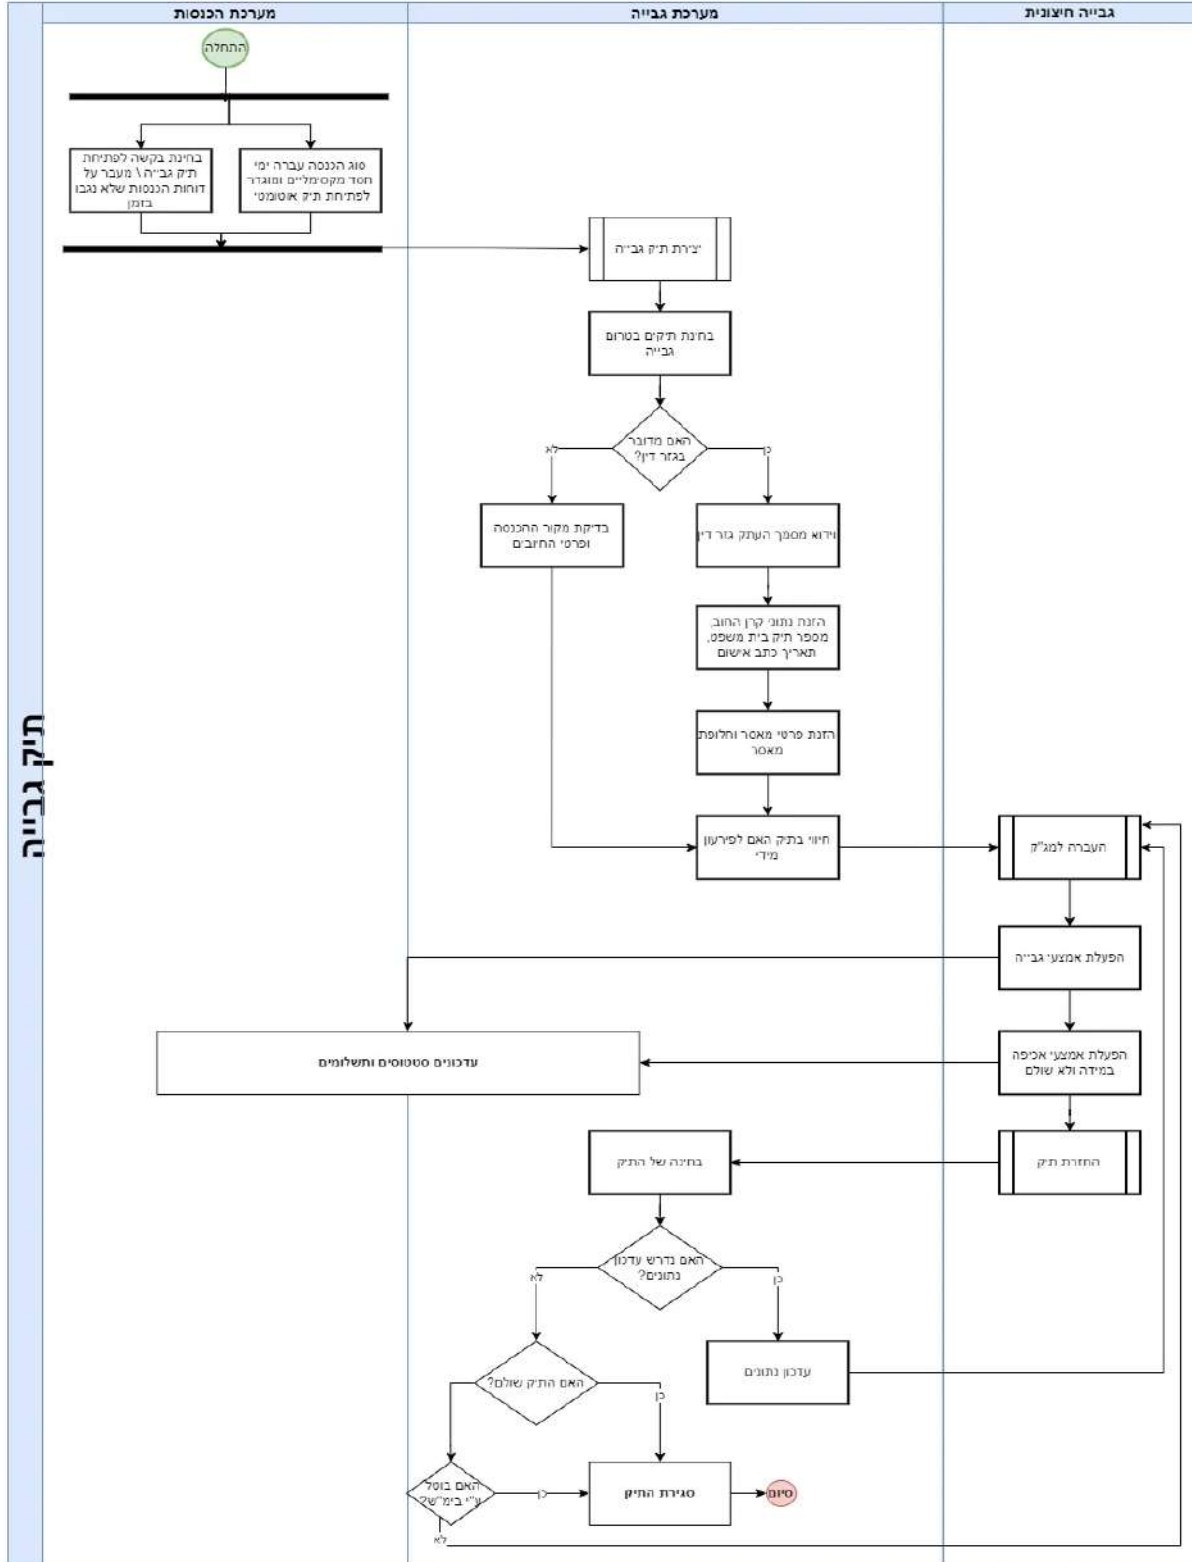 מערכת הכנסות
מערכת גבייה
גבייה חיצונית
תיק גבייה
התחלה
בחינת בקשה לפתיחת
תיק גבייה \ מעבר על
דוחות הכנסות שלא נגבו
בזמן
סוג הכנסה עברה ימי
חסד מקסימליים ומוגדר
לפתיחת תיק אוטומטי
יצירת תיק גבייה
בחינת תיקים בטרום
גבייה
האם מדובר
בגזר דין?
לא
כן
בדיקת מקור ההכנסה
ופרטי החיובים
וידוא מסמך העתק גזר דין
הזנת נתוני קרן החוב,
מספר תיק בית משפט,
תאריך כתב אישום
הזנת פרטי מאסר וחלופת
מאסר
חיווי בתיק האם לפירעון
מידי
העברה למג"ק
הפעלת אמצעי גבייה
הפעלת אמצעי אכיפה
במידה ולא שולם
עדכונים סטטוסים ותשלומים
החזרת תיק
בחינה של התיק
האם נדרש עדכון
נתונים?
לא
כן
עדכון נתונים
האם התיק שולם?
כן
האם בוטל
ע"י בימ"ש?
כן
לא
סגירת התיק
סיום